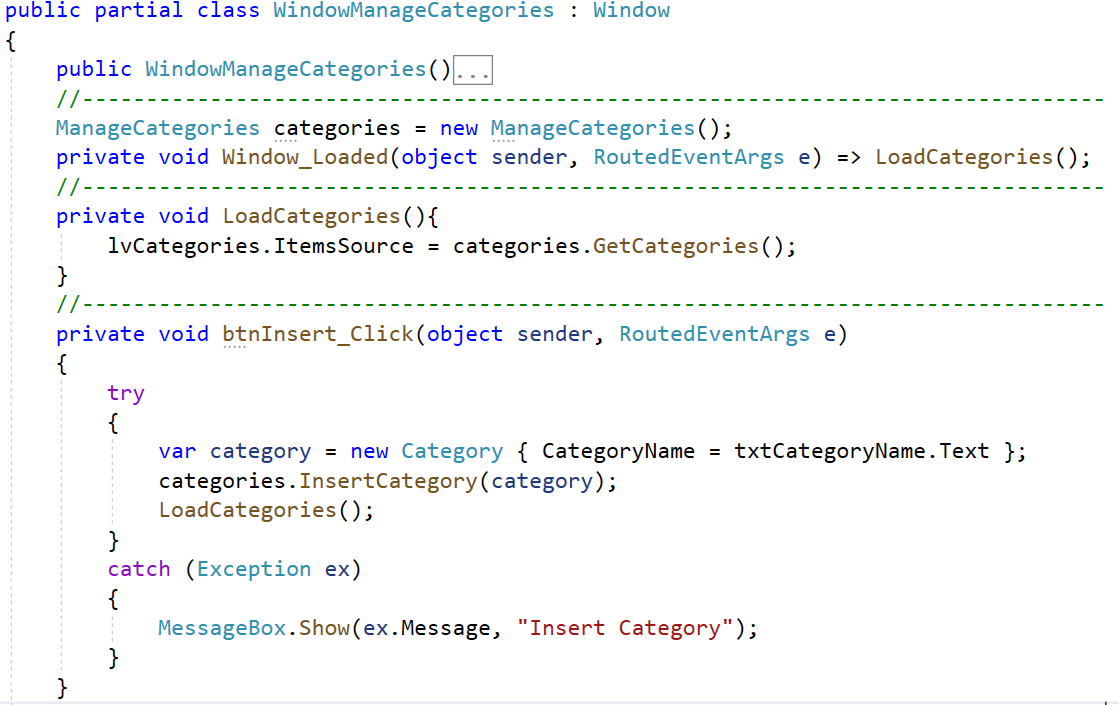 public partial class WindowManageCategories : Window
{
    public WindowManageCategories()...
    //--------------------------------------------------------------------------------
    ManageCategories categories = new ManageCategories();
    private void Window_Loaded(object sender, RoutedEventArgs e) => LoadCategories();
    //--------------------------------------------------------------------------------
    private void LoadCategories(){
        lvCategories.ItemsSource = categories.GetCategories();
    }
    //--------------------------------------------------------------------------------
    private void btnInsert_Click(object sender, RoutedEventArgs e)
    {
        try
        {
            var category = new Category { CategoryName = txtCategoryName.Text };
            categories.InsertCategory(category);
            LoadCategories();
        }
        catch (Exception ex)
        {
            MessageBox.Show(ex.Message, "Insert Category");
        }
    }